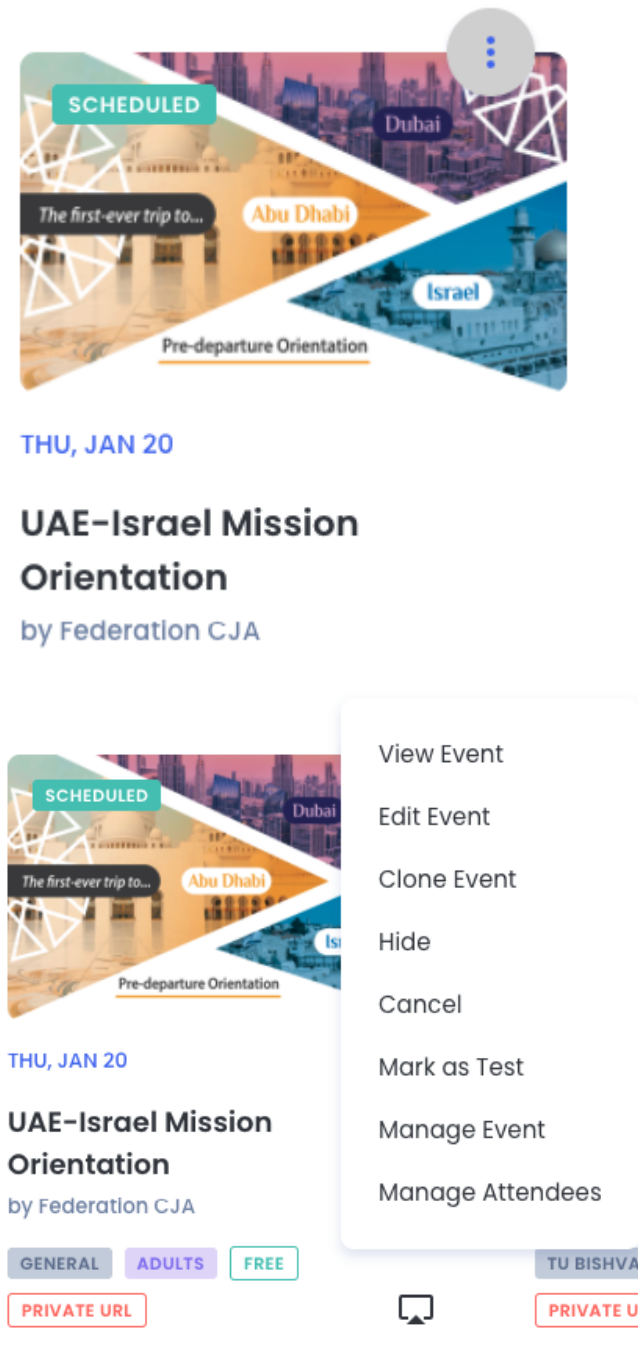 SCHEDULED
Dubai
The first-ever trip to...
Abu Dhabi
Israel
Pre-departure Orientation
THU, JAN 20
UAE-Israel Mission
Orientation
by Federation CJA
SCHEDULED
Dubai
The first-ever trip to...
Abu Dhabi
Isr
Pre-departure Orientation
THU, JAN 20
UAE-Israel Mission
Orientation
by Federation CJA
GENERAL ADULTS FREE
PRIVATE URL
View Event
Edit Event
Clone Event
Hide
Cancel
Mark as Test
Manage Event
Manage Attendees
TU BISHVA
PRIVATE U